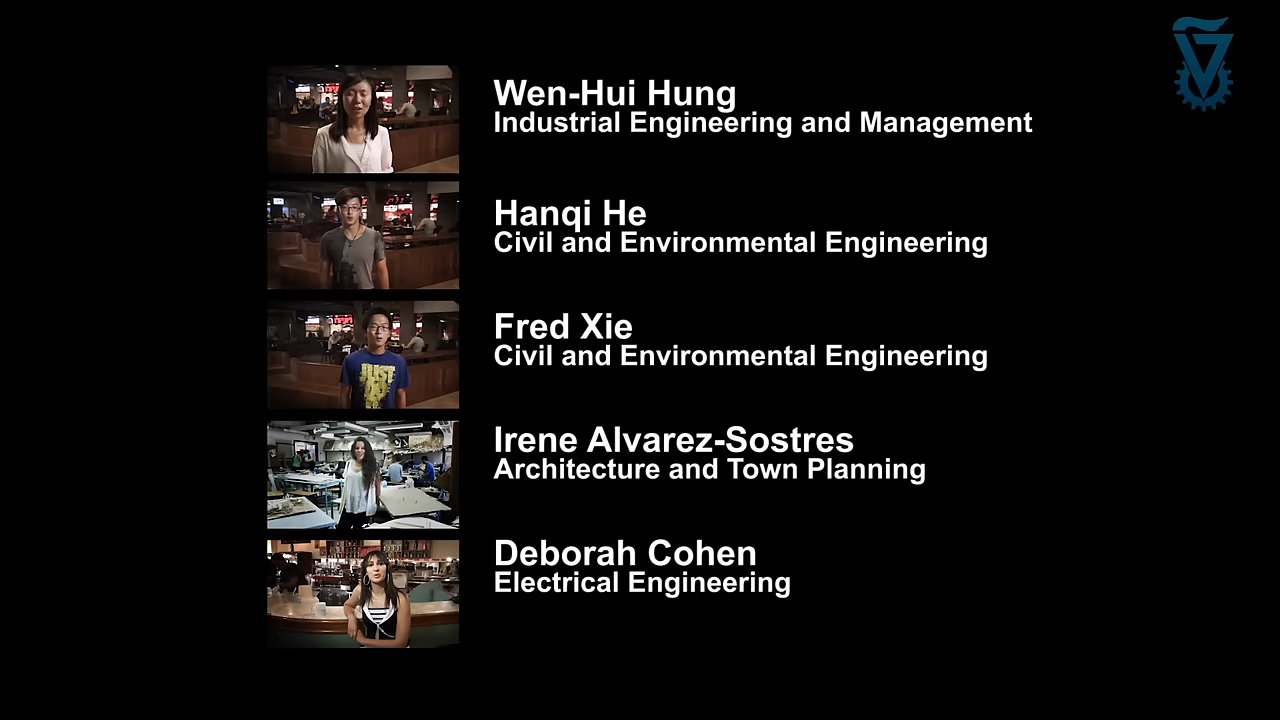 Wen-Hui Hung
Industrial Engineering and Management
Hanqi He
Civil and Environmental Engineering
Fred Xie
Civil and Environmental Engineering
JUST
Irene Alvarez-Sostres
Architecture and Town Planning
Deborah Cohen
Electrical Engineering